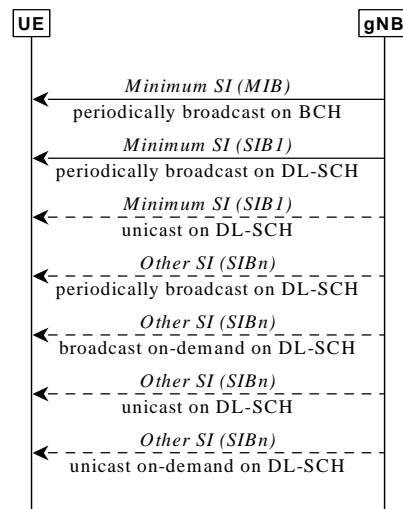 UE
gNB
Minimum SI (MIB)
periodically broadcast on BCH
Minimum SI (SIB1)
periodically broadcast on DL-SCH
Minimum SI (SIB1)
unicast on DL-SCH
Other SI (SIBn)
periodically broadcast on DL-SCH
Other SI (SIBn)
broadcast on-demand on DL-SCH
Other SI (SIBn)
unicast on DL-SCH
Other SI (SIBn)
unicast on-demand on DL-SCH